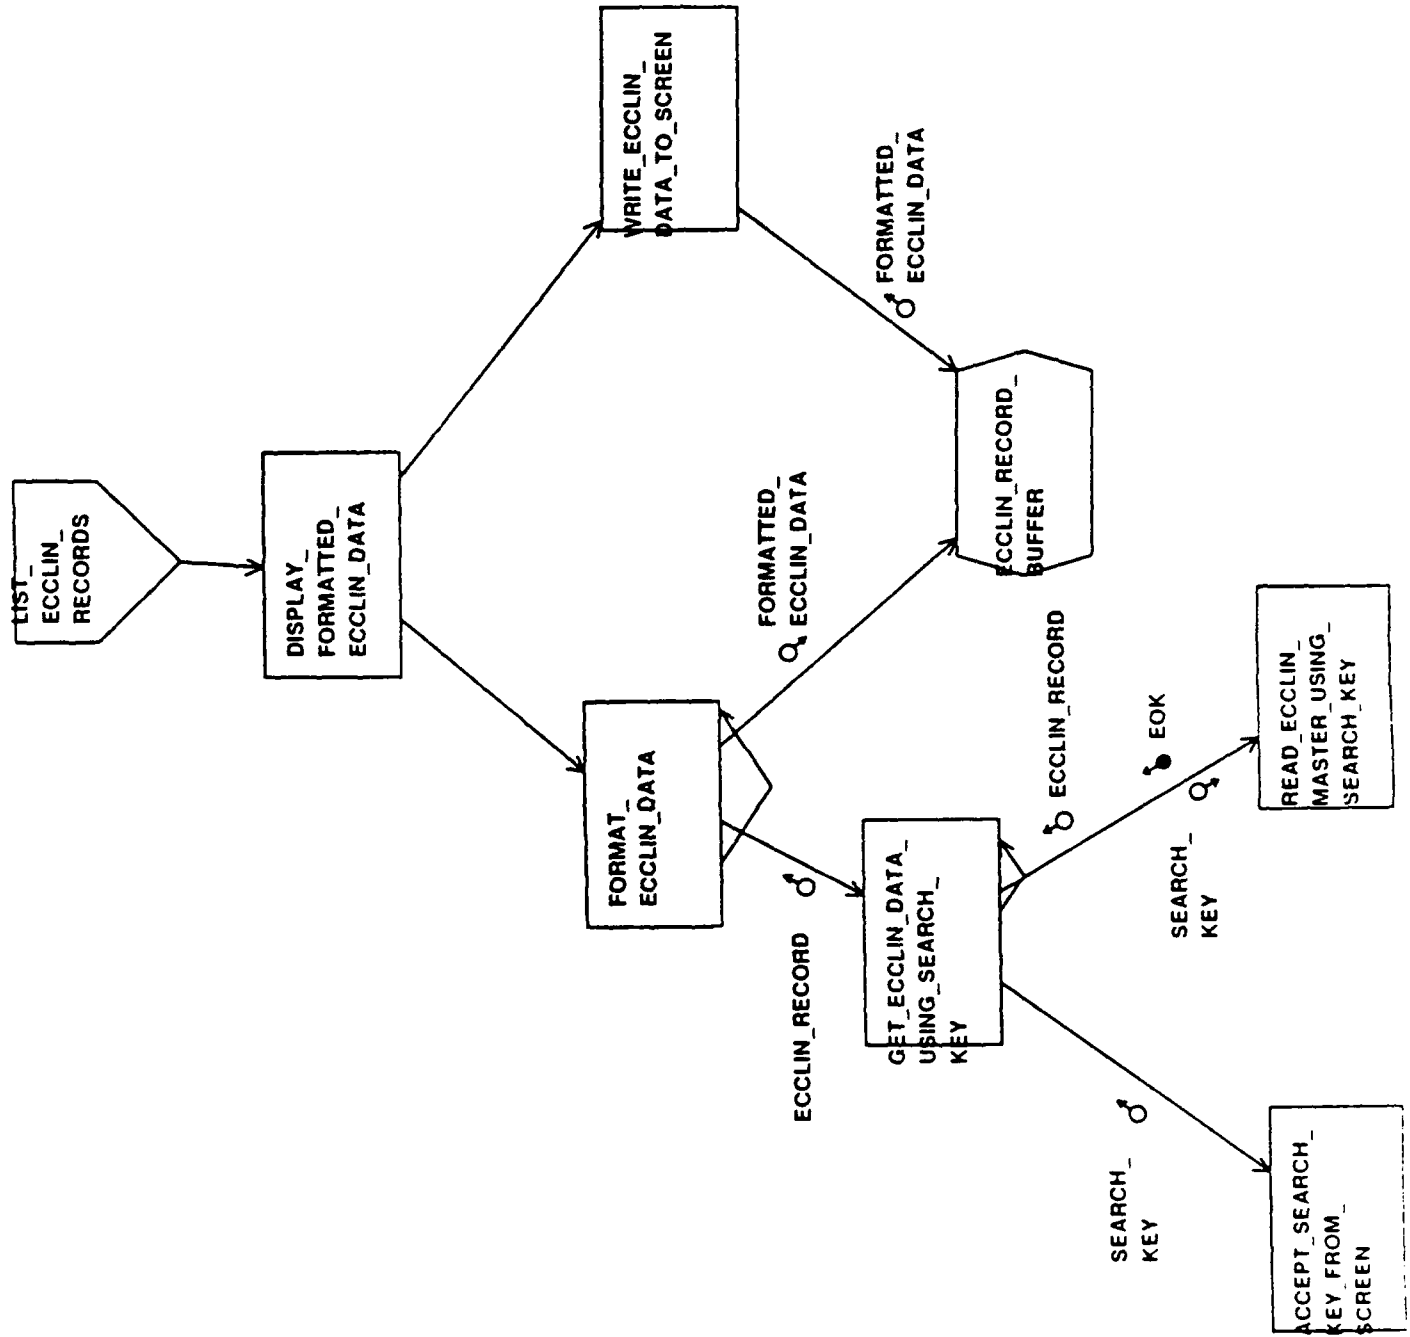 LIST_
ECCLIN_
RECORDS
DISPLAY_
FORMATTED_
ECCLIN_DATA
FORMAT_
ECCLIN_DATA
WRITE_ECCLIN_
DATA_TO_SCREEN
FORMATTED_
ECCLIN_DATA
FORMATTED_
ECCLIN_DATA
ECCLIN_RECORD
GET_ECCLIN_DATA_
USING_SEARCH_
KEY
ECCLIN_RECORD_
BUFFER
ECCLIN_RECORD
EOK
SEARCH_
KEY
SEARCH_
KEY
ACCEPT_SEARCH_
KEY_FROM_
SCREEN
READ_ECCLIN_
MASTER_USING_
SEARCH_KEY